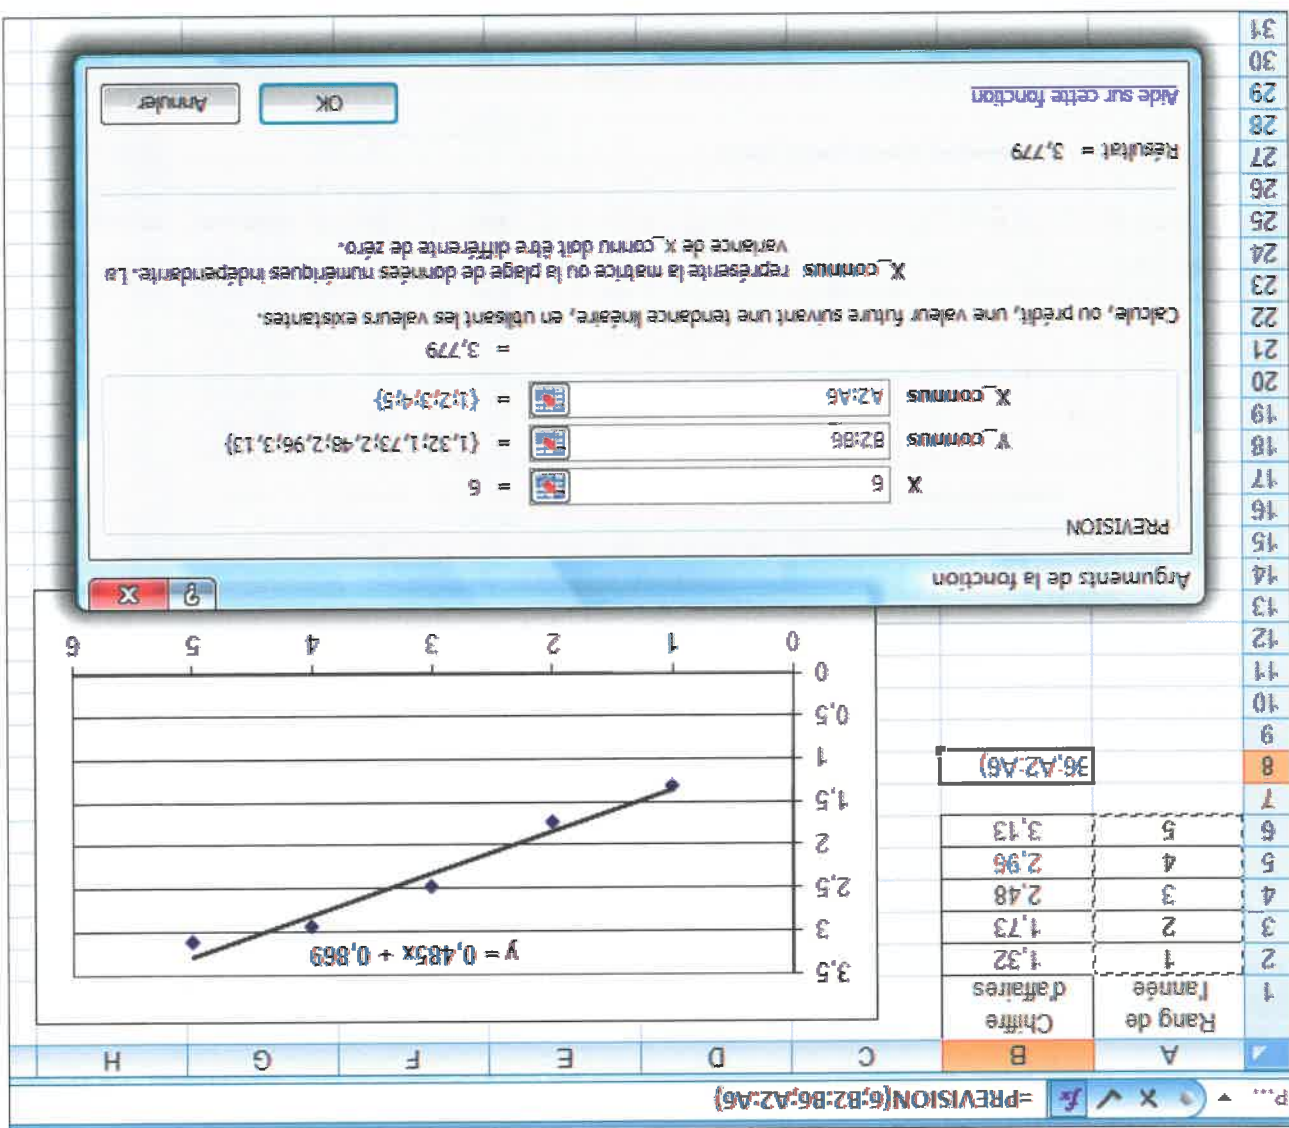 P... =PREVISION(6;B2:B6;A2:A6)
A B C D E F G H
1 Rang de l'année Chiffre d'affaires
2 1 1,32
3 2 1,73
4 3 2,48
5 4 2,96
6 5 3,13
7
8 36;A2:A6)
9
10
11
12
13
14
15
16
17
18
19
20
21
22
23
24
25
26
27
28
29
30
31
3,5
3
2,5
2
1,5
1
0,5
0
0 1 2 3 4 5 6
y = 0,485x + 0,869
Arguments de la fonction
PREVISION
X 6 = 6
Y_connus B2:B6 = {1,32;1,73;2,48;2,96;3,13}
X_connus A2:A6 = {1;2;3;4;5}
= 3,779
Calcule, ou prédit, une valeur future suivant une tendance linéaire, en utilisant les valeurs existantes.
X_connus représente la matrice ou la plage de données numériques indépendante. La
variance de x_connu doit être différente de zéro.
Résultat = 3,779
Aide sur cette fonction
OK Annuler